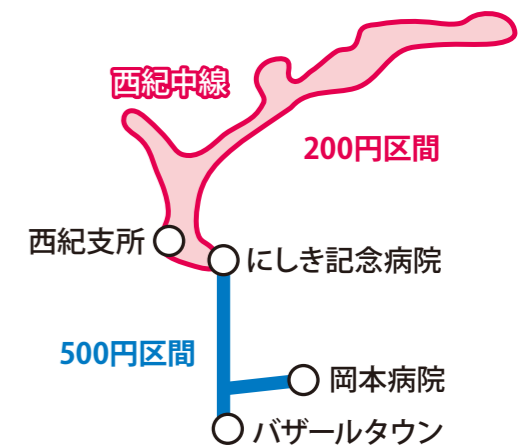 西紀中線
200円区間
西紀支所
にしき記念病院
500円区間
岡本病院
バザールタウン